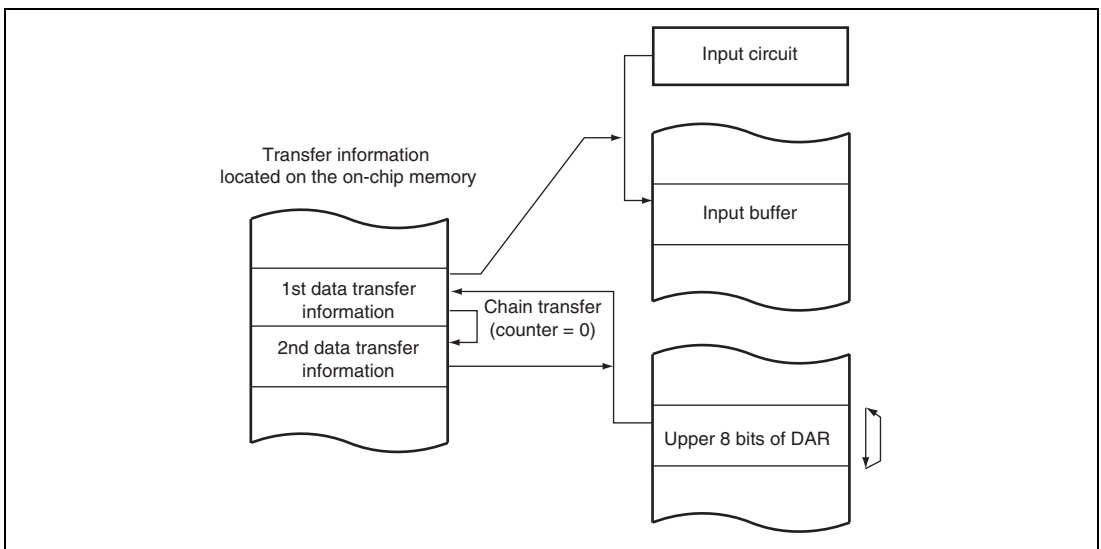 Input circuit
Transfer information
located on the on-chip memory
Input buffer
1st data transfer
information
Chain transfer
(counter = 0)
2nd data transfer
information
Upper 8 bits of DAR